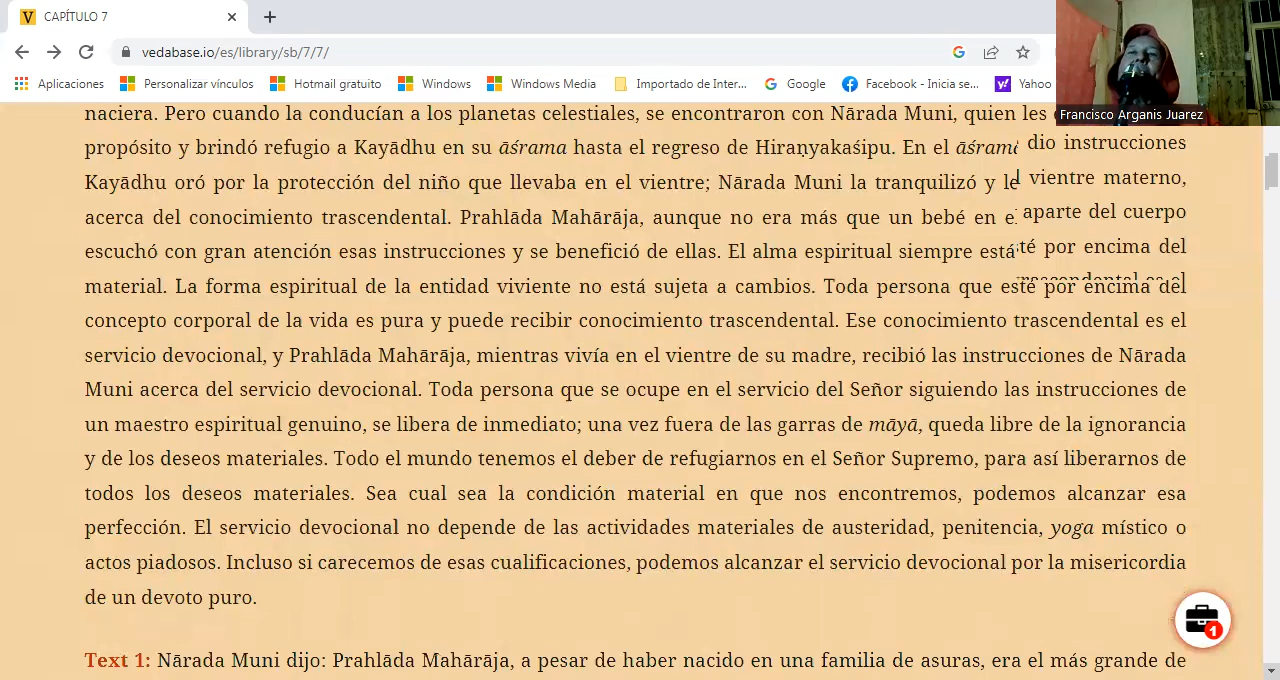 CAPÍTULO 7
vedabase.io/es/library/sb/7/7/
Aplicaciones Personalizar vínculos Hotmail gratuito Windows Windows Media Importado de Inter... Google Facebook - Inicia se... Yahoo
Francisco Arganis Juarez
naciera. Pero cuando la conducían a los planetas celestiales, se encontraron con Nārada Muni, quien les
propósito y brindó refugio a Kayādhu en su āśrama hasta el regreso de Hiraṇyakaśipu. En el dio instrucciones
Kayādhu oró por la protección del niño que llevaba en el vientre; Nārada Muni la tranquilizó y vientre materno,
acerca del conocimiento trascendental. Prahlāda Mahārāja, aunque no era más que un bebé en aparte del cuerpo
escuchó con gran atención esas instrucciones y se benefició de ellas. El alma espiritual siempre está por encima del
material. La forma espiritual de la entidad viviente no está sujeta a cambios. Toda persona que esté por encima del
concepto corporal de la vida es pura y puede recibir conocimiento trascendental. Ese conocimiento trascendental es el
servicio devocional, y Prahlāda Mahārāja, mientras vivía en el vientre de su madre, recibió las instrucciones de Nārada
Muni acerca del servicio devocional. Toda persona que se ocupe en el servicio del Señor siguiendo las instrucciones de
un maestro espiritual genuino, se libera de inmediato; una vez fuera de las garras de māyā, queda libre de la ignorancia
y de los deseos materiales. Todo el mundo tenemos el deber de refugiarnos en el Señor Supremo, para así liberarnos de
todos los deseos materiales. Sea cual sea la condición material en que nos encontremos, podemos alcanzar esa
perfección. El servicio devocional no depende de las actividades materiales de austeridad, penitencia, yoga místico o
actos piadosos. Incluso si carecemos de esas cualificaciones, podemos alcanzar el servicio devocional por la misericordia
de un devoto puro.
1
Text 1: Nārada Muni dijo: Prahlāda Mahārāja, a pesar de haber nacido en una familia de asuras, era el más grande de